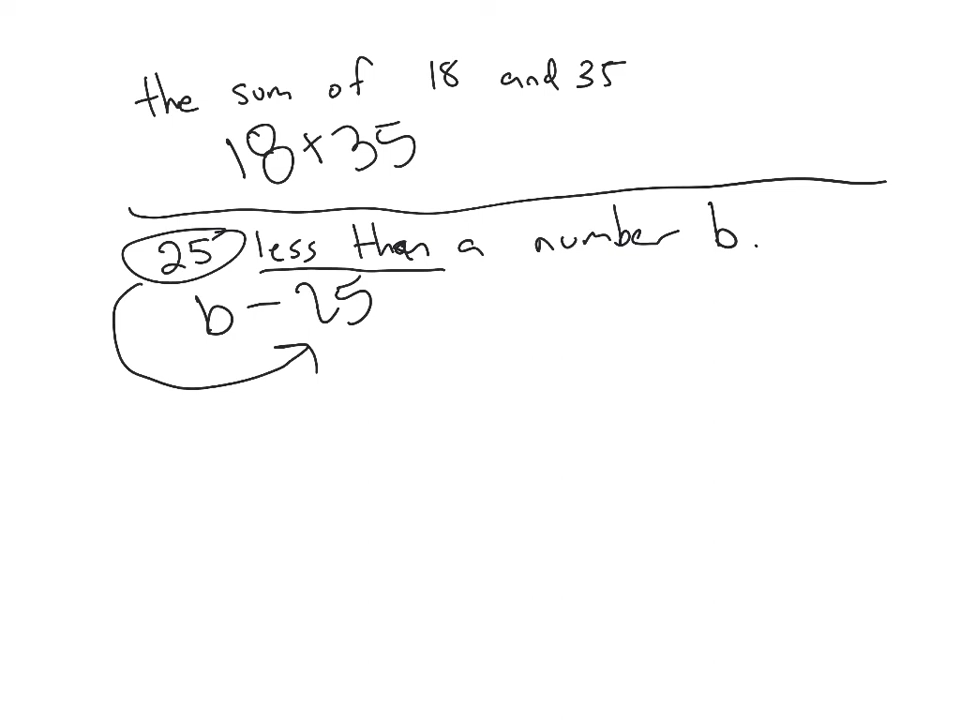 the sum of 18 and 35
18+35
25 less than a number b.
b - 25